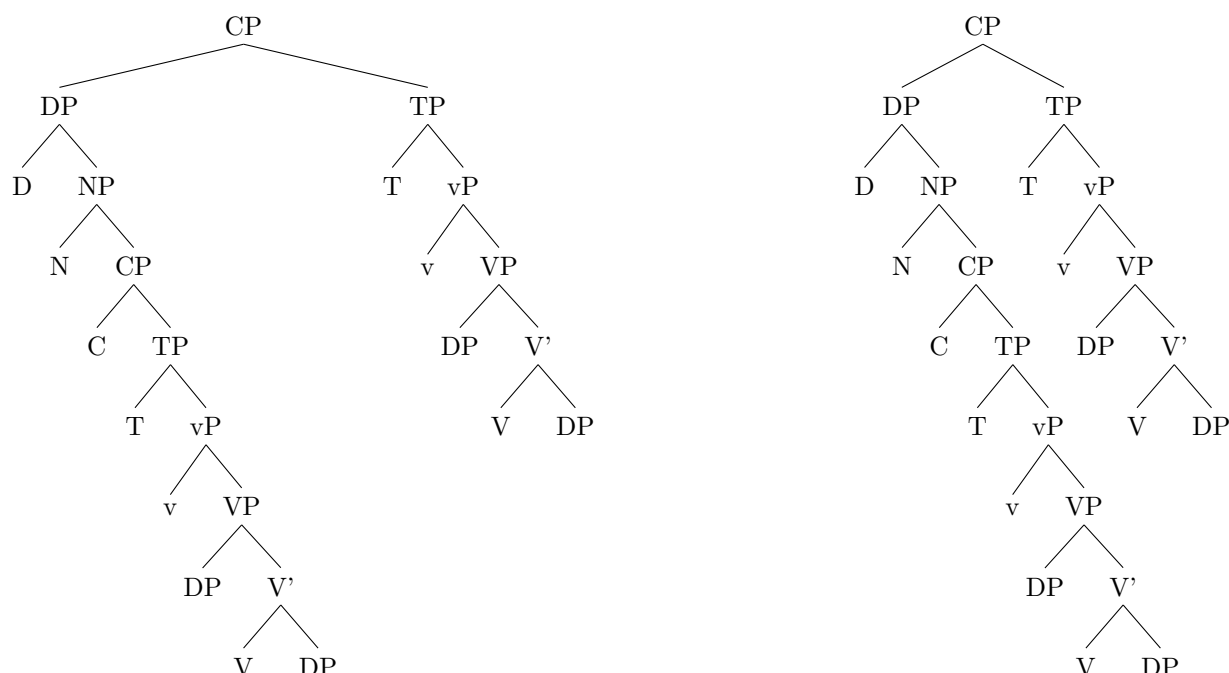 CP CP
DP TP DP TP
D NP T vP D NP T vP
N CP v VP N CP v VP
C TP DP V’ C TP DP V’
T vP V DP T vP V DP
v VP v VP
DP V’ DP V’
V DP V DP